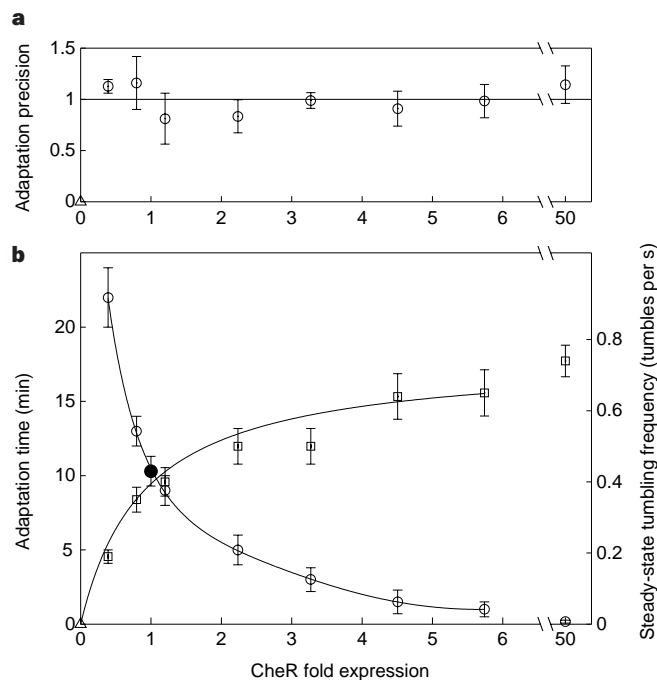 a
Adaptation precision
1.5
1
0.5
0
0 1 2 3 4 5 6 50
b
Adaptation time (min)
20
15
10
5
0
0 1 2 3 4 5 6 50
CheR fold expression
0.8
0.6
0.4
0.2
0
Steady-state tumbling frequency (tumbles per s)